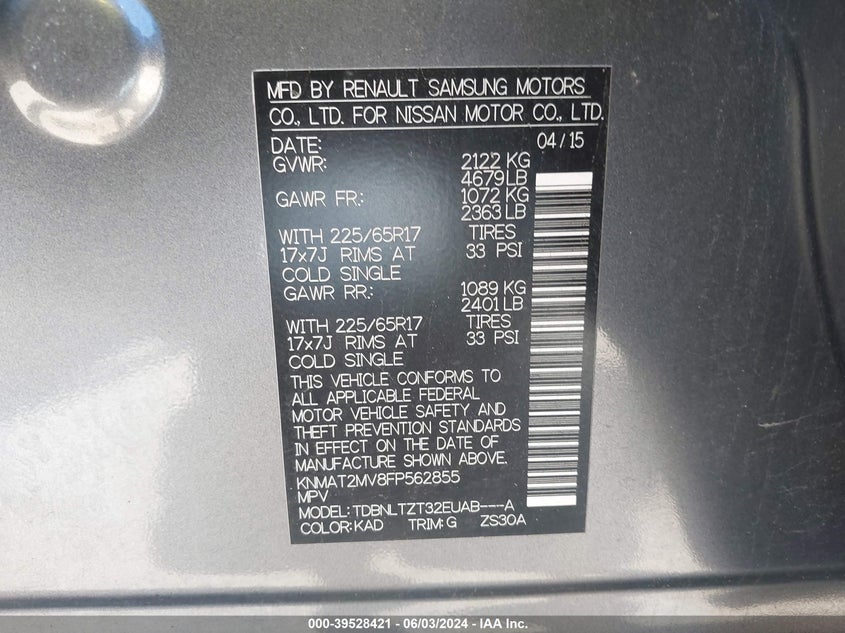 MFD BY RENAULT SAMSUNG MOTORS
CO., LTD. FOR NISSAN MOTOR CO., LTD.
DATE: 04/15
GVWR: 2122 KG
4679 LB
GAWR FR.: 1072 KG
2363 LB
WITH 225/65R17 TIRES
17x7J RIMS AT 33 PSI
COLD SINGLE
GAWR RR.: 1089 KG
2401 LB
WITH 225/65R17 TIRES
17x7J RIMS AT 33 PSI
COLD SINGLE
THIS VEHICLE CONFORMS TO
ALL APPLICABLE FEDERAL
MOTOR VEHICLE SAFETY AND
THEFT PREVENTION STANDARDS
IN EFFECT ON THE DATE OF
MANUFACTURE SHOWN ABOVE.
KNMAT2MV8FP562855
MPV
MODEL: TDBNLTZT32EUAB---A
COLOR: KAD TRIM: G ZS30A
000-39528421 - 06/03/2024 - IAA Inc.